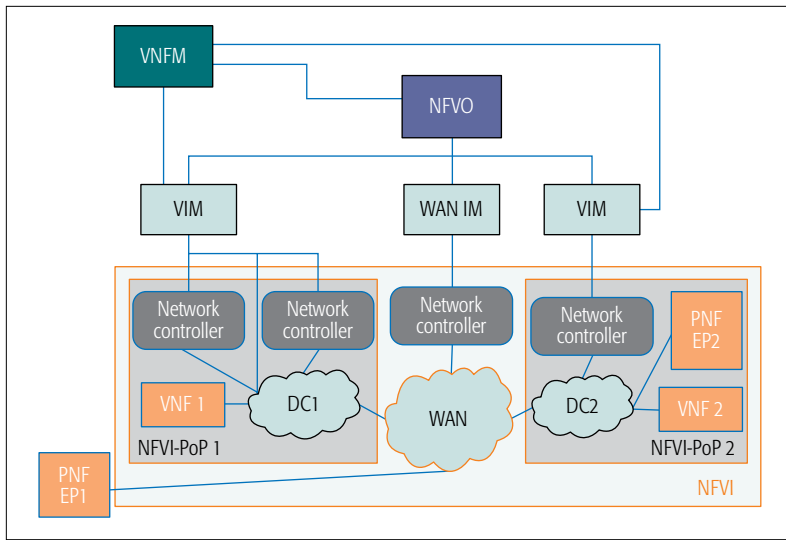 VNFM
NFVO
VIM
WAN IM
VIM
Network
controller
Network
controller
Network
controller
Network
controller
PNF
EP2
VNF 1
DC1
WAN
DC2
VNF 2
NFVI-PoP 1
NFVI-PoP 2
PNF
EP1
NFVI